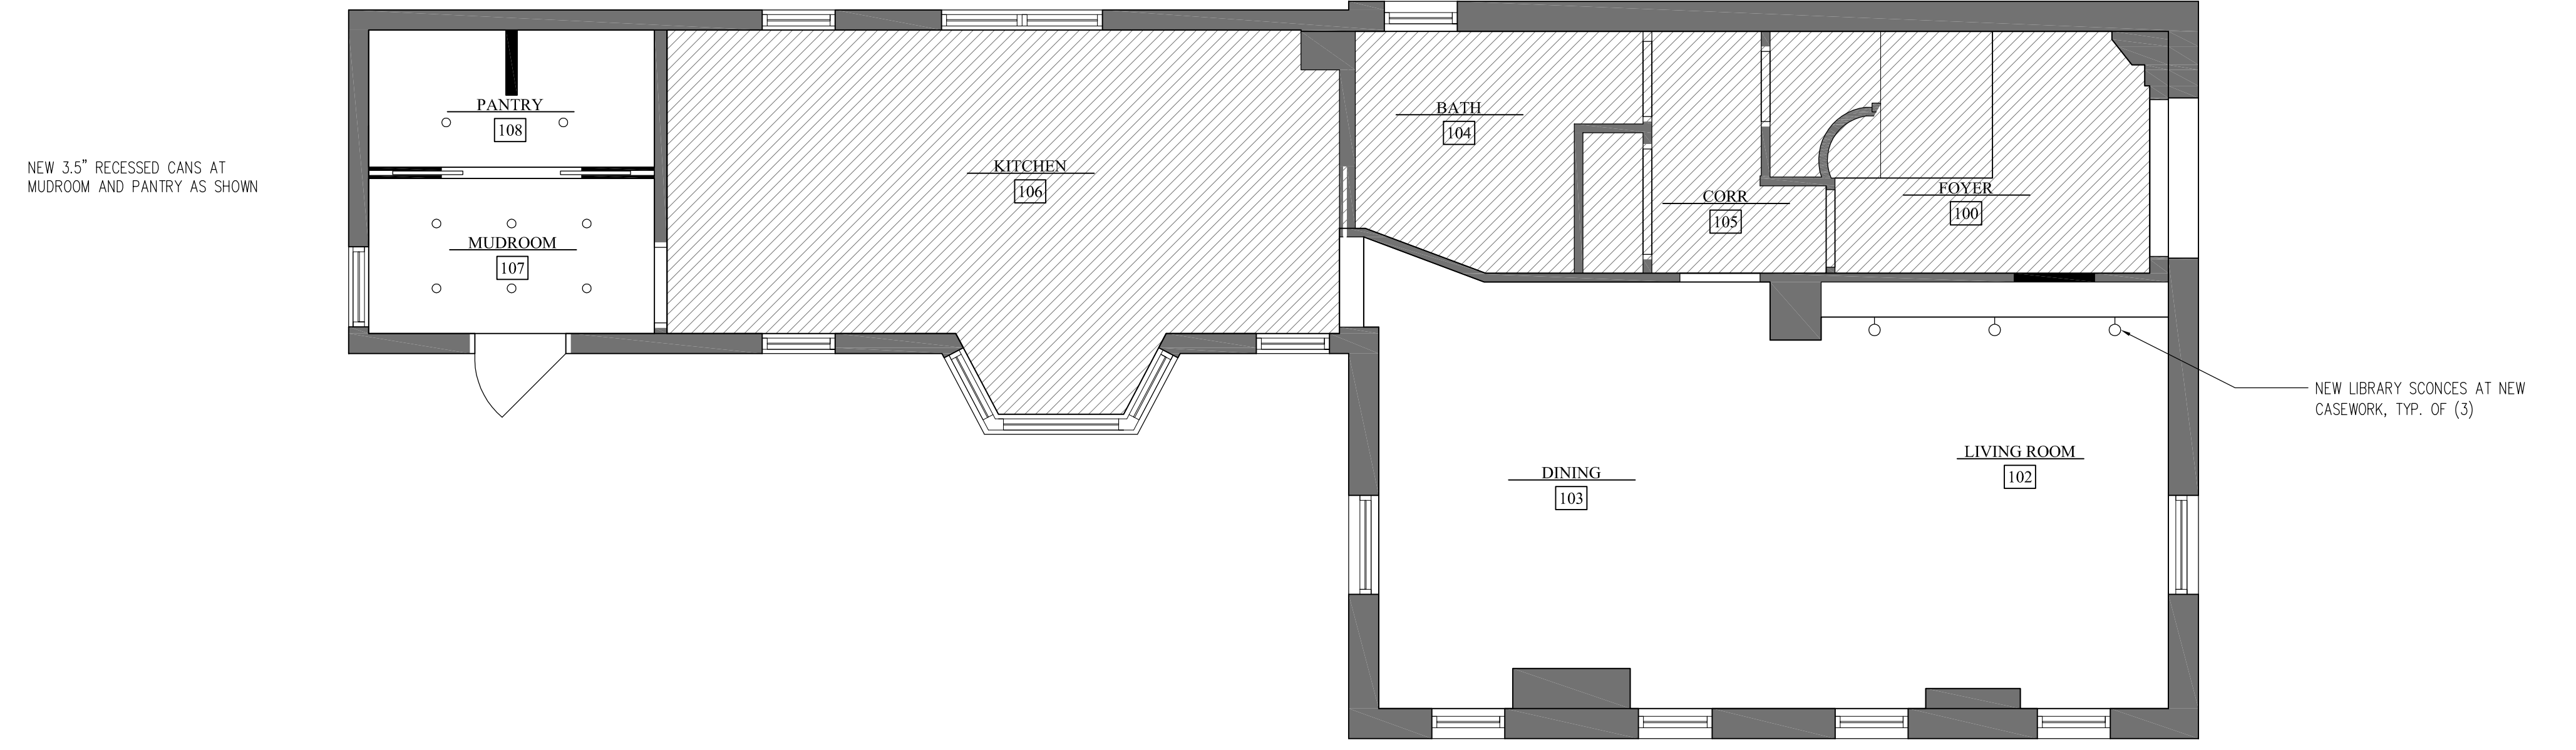 NEW 3.5" RECESSED CANS AT
MUDROOM AND PANTRY AS SHOWN
PANTRY
108
MUDROOM
107
KITCHEN
106
BATH
104
CORR
105
FOYER
100
NEW LIBRARY SCONCES AT NEW
CASEWORK, TYP. OF (3)
DINING
103
LIVING ROOM
102